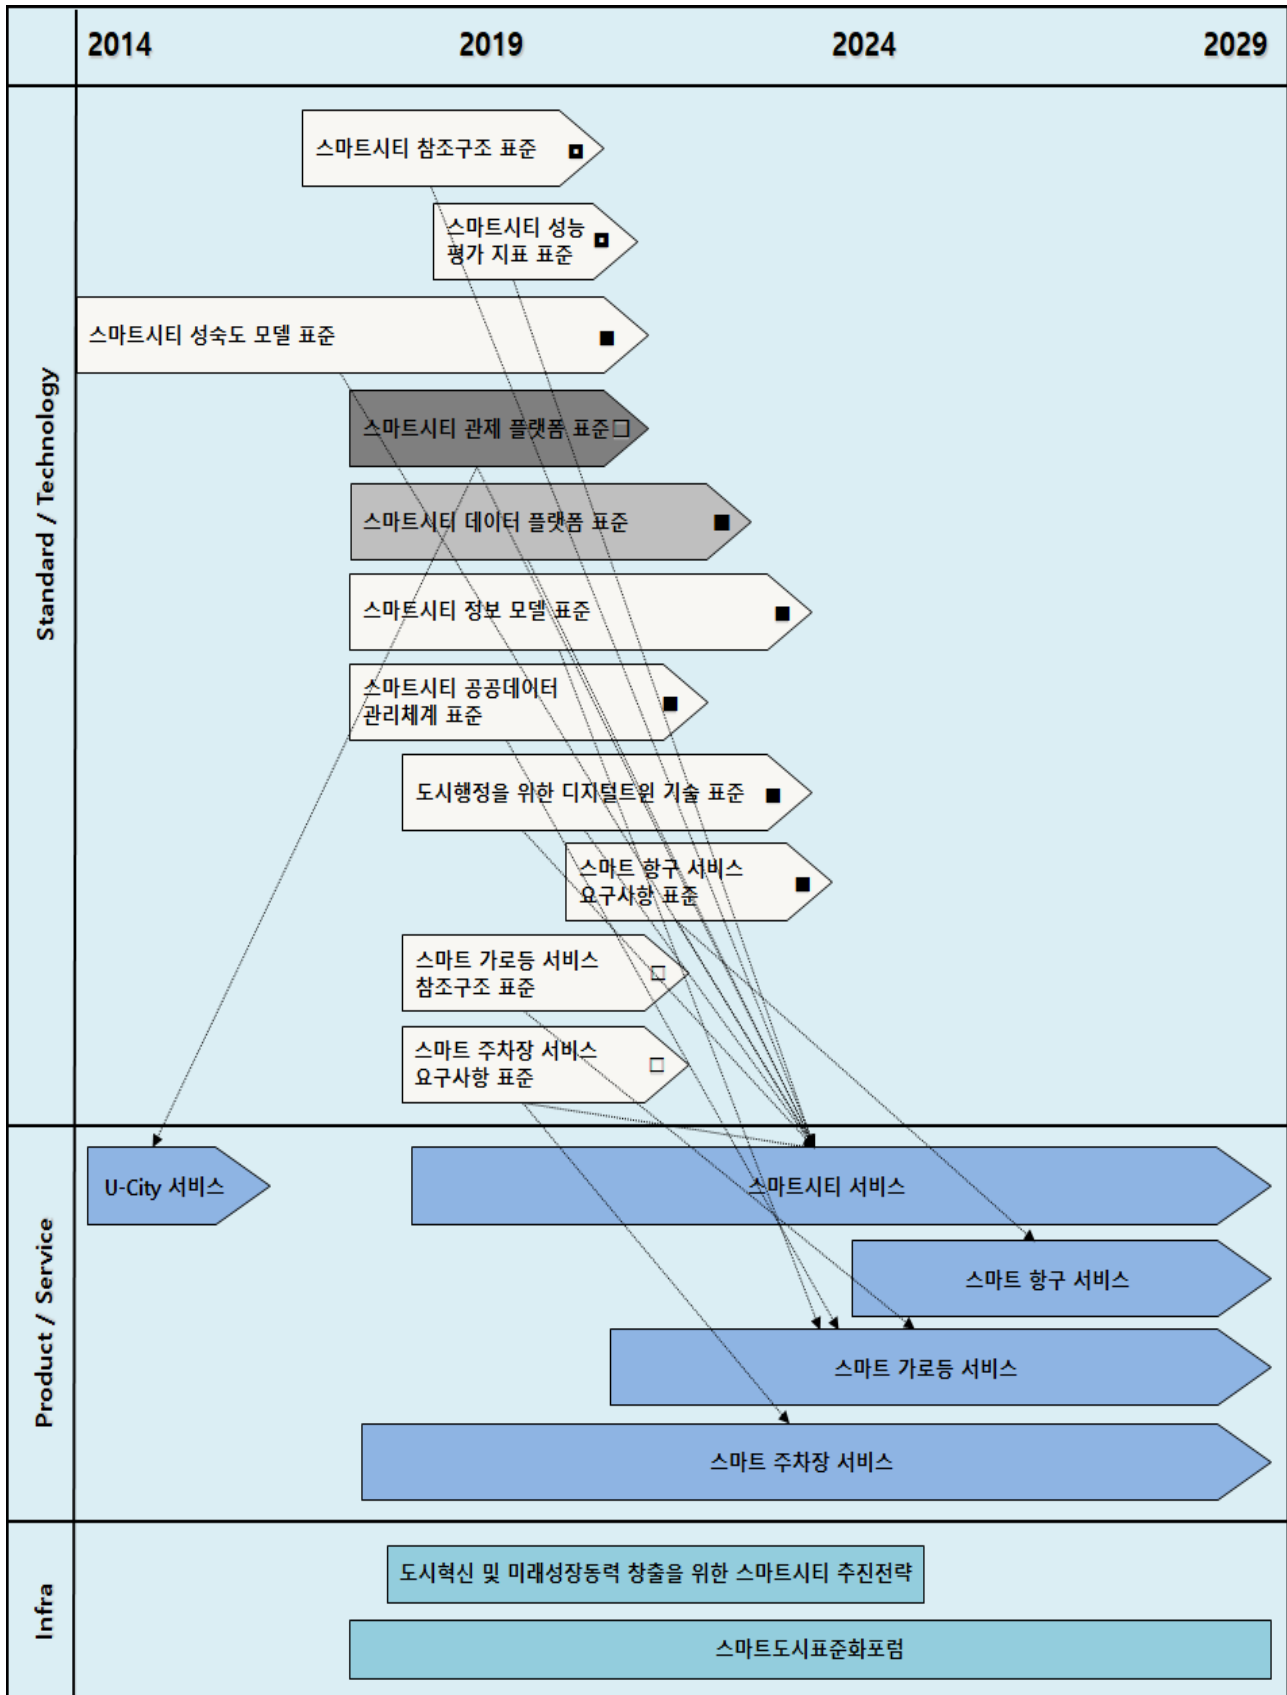 2014 2019 2024 2029
Standard / Technology
스마트시티 참조구조 표준
스마트시티 성능
평가 지표 표준
스마트시티 성숙도 모델 표준
스마트시티 관제 플랫폼 표준
스마트시티 데이터 플랫폼 표준
스마트시티 정보 모델 표준
스마트시티 공공데이터
관리체계 표준
도시행정을 위한 디지털트윈 기술 표준
스마트 항구 서비스
요구사항 표준
스마트 가로등 서비스
참조구조 표준
스마트 주차장 서비스
요구사항 표준
Product / Service
U-City 서비스
스마트시티 서비스
스마트 항구 서비스
스마트 가로등 서비스
스마트 주차장 서비스
Infra
도시혁신 및 미래성장동력 창출을 위한 스마트시티 추진전략
스마트도시표준화포럼